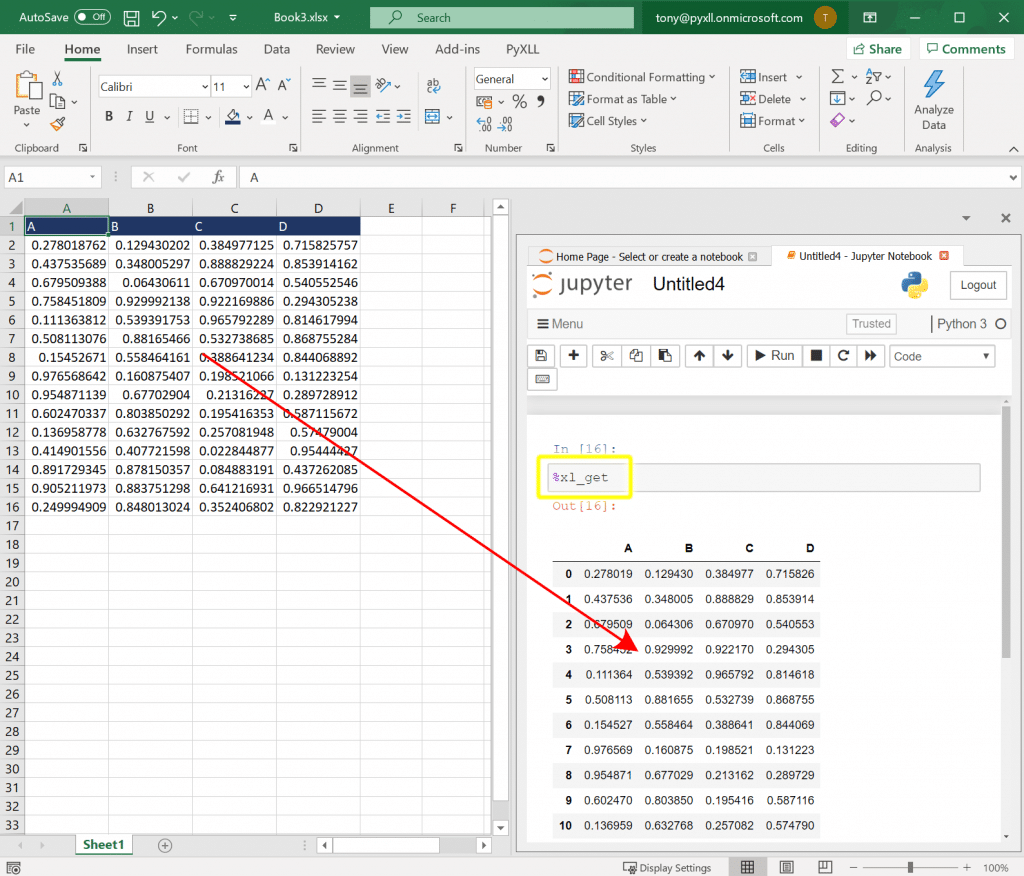 AutoSave Off Book3.xlsx Search tony@pyxll.onmicrosoft.com T
File Home Insert Formulas Data Review View Add-ins PyXLL Share Comments
Calibri 11 General Conditional Formatting Insert
Paste Format as Table Delete Analyze
B I U A % Cell Styles Format Data
Clipboard Font Alignment Number Styles Cells Editing Analysis
A1 fx A
A B C D E F
1 A B C D
2 0.278018762 0.129430202 0.384977125 0.715825757
3 0.437535689 0.348005297 0.888829224 0.853914162
4 0.679509388 0.06430611 0.670970014 0.540552546
5 0.758451809 0.929992138 0.922169886 0.294305238
6 0.111363812 0.539391753 0.965792289 0.814617994
7 0.508113076 0.88165466 0.532738685 0.868755284
8 0.15452671 0.558464161 0.388641234 0.844068892
9 0.976568642 0.160875407 0.198521066 0.131223254
10 0.954871139 0.67702904 0.21316227 0.289728912
11 0.602470337 0.803850292 0.195416353 0.587115672
12 0.136958778 0.632767592 0.257081948 0.57479004
13 0.414901556 0.407721598 0.022844877 0.95444427
14 0.891729345 0.878150357 0.084883191 0.437262085
15 0.905211973 0.883751298 0.641216931 0.966514796
16 0.249994909 0.848013024 0.352406802 0.822921227
17
18
19
20
21
22
23
24
25
26
27
28
29
30
31
32
33
Home Page - Select or create a notebook Untitled4 - Jupyter Notebook
jupyter Untitled4 Logout
Menu Trusted Python 3
Run Code
In [16]:
%xl_get
Out[16]:
A B C D
0 0.278019 0.129430 0.384977 0.715826
1 0.437536 0.348005 0.888829 0.853914
2 0.679509 0.064306 0.670970 0.540553
3 0.758452 0.929992 0.922170 0.294305
4 0.111364 0.539392 0.965792 0.814618
5 0.508113 0.881655 0.532739 0.868755
6 0.154527 0.558464 0.388641 0.844069
7 0.976569 0.160875 0.198521 0.131223
8 0.954871 0.677029 0.213162 0.289729
9 0.602470 0.803850 0.195416 0.587116
10 0.136959 0.632768 0.257082 0.574790
Sheet1
Display Settings 100%